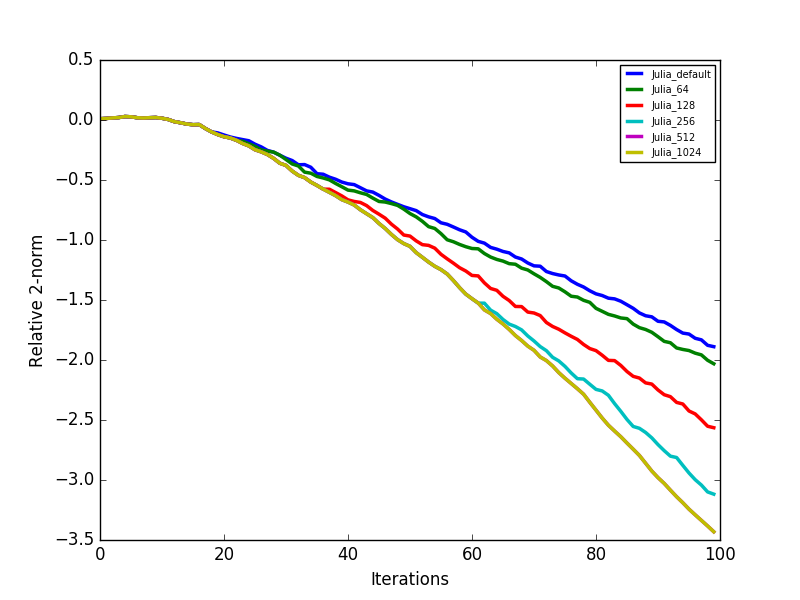 0.5
0.0
−0.5
−1.0
−1.5
−2.0
−2.5
−3.0
−3.5
Relative 2-norm
0 20 40 60 80 100
Iterations
Julia_default
Julia_64
Julia_128
Julia_256
Julia_512
Julia_1024